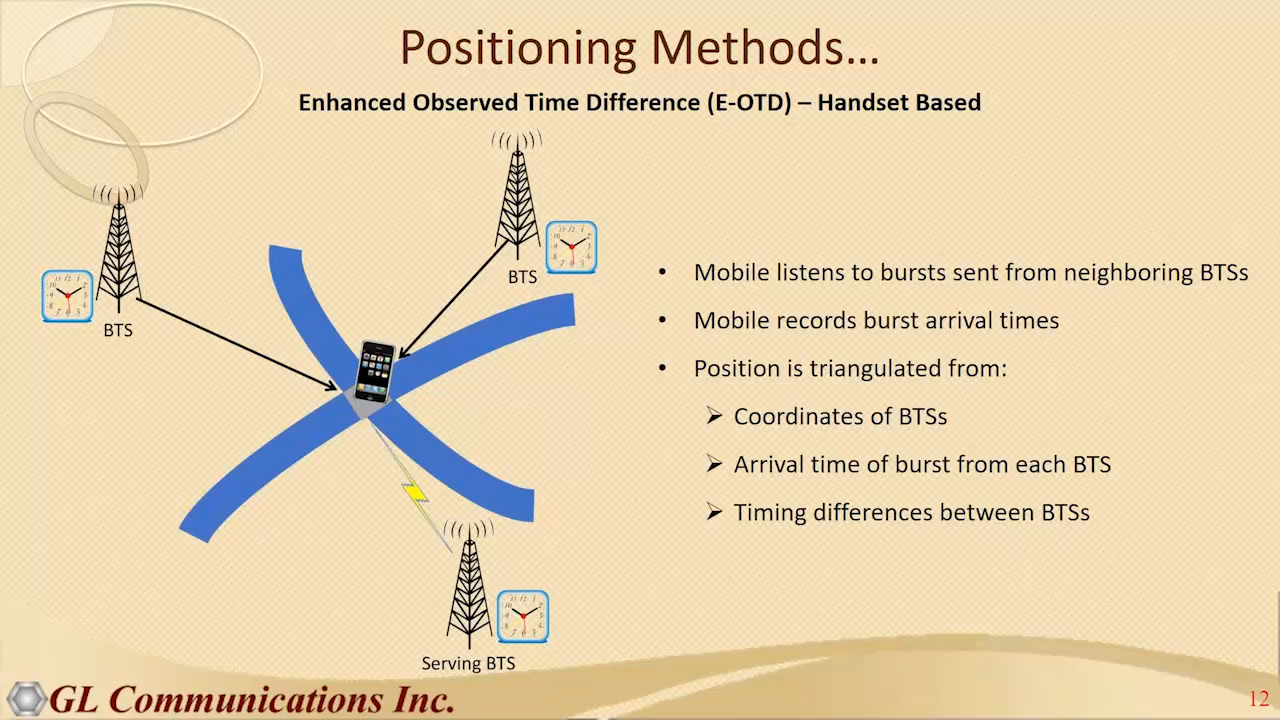 Positioning Methods…
Enhanced Observed Time Difference (E-OTD) – Handset Based
BTS
BTS
• Mobile listens to bursts sent from neighboring BTSs
• Mobile records burst arrival times
• Position is triangulated from:
➢ Coordinates of BTSs
➢ Arrival time of burst from each BTS
➢ Timing differences between BTSs
Serving BTS
GL Communications Inc.
12